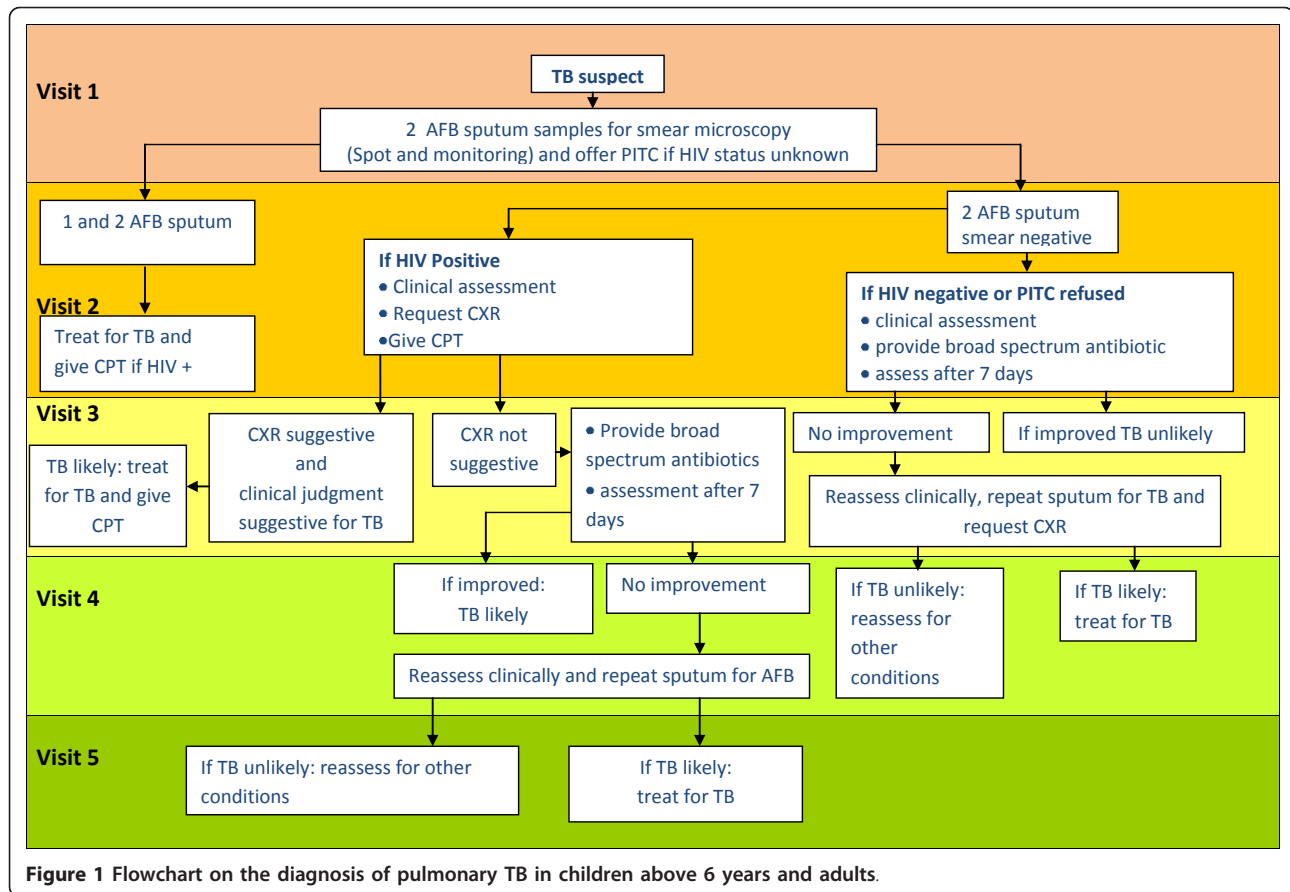 Visit 1
TB suspect
2 AFB sputum samples for smear microscopy
(Spot and monitoring) and offer PITC if HIV status unknown
Visit 2
1 and 2 AFB sputum
2 AFB sputum
smear negative
Treat for TB and
give CPT if HIV +
If HIV Positive
• Clinical assessment
• Request CXR
•Give CPT
If HIV negative or PITC refused
• clinical assessment
• provide broad spectrum antibiotic
• assess after 7 days
Visit 3
TB likely: treat
for TB and give
CPT
CXR suggestive
and
clinical judgment
suggestive for TB
CXR not
suggestive
• Provide broad
spectrum antibiotics
• assessment after 7
days
No improvement
If improved TB unlikely
Reassess clinically, repeat sputum for TB and
request CXR
Visit 4
If improved:
TB likely
No improvement
If TB unlikely:
reassess for
other
conditions
If TB likely:
treat for TB
Reassess clinically and repeat sputum for AFB
Visit 5
If TB unlikely: reassess for other
conditions
If TB likely:
treat for TB
Figure 1 Flowchart on the diagnosis of pulmonary TB in children above 6 years and adults.